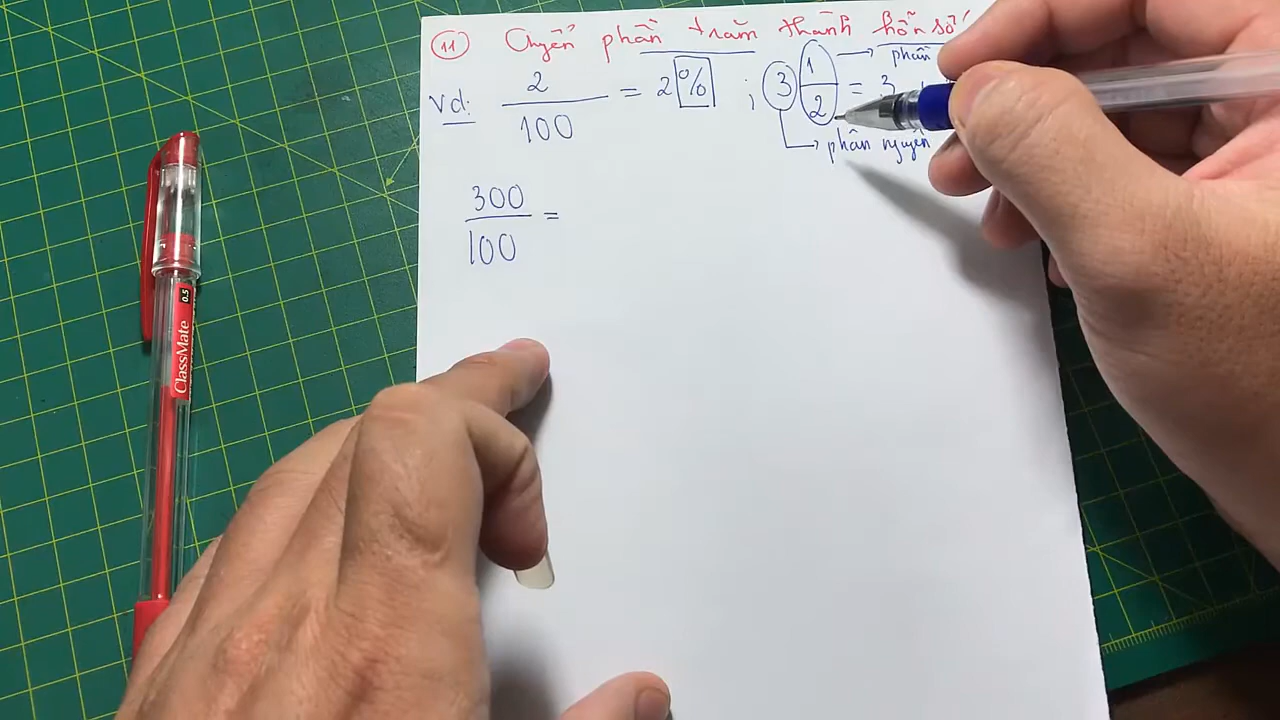 11 Chuyển phần trăm thành hỗn số
vd: 2/100 = 2% ; 3 1/2 = 3
phần
phần nguyên
300/100 =
ClassMate 0.5